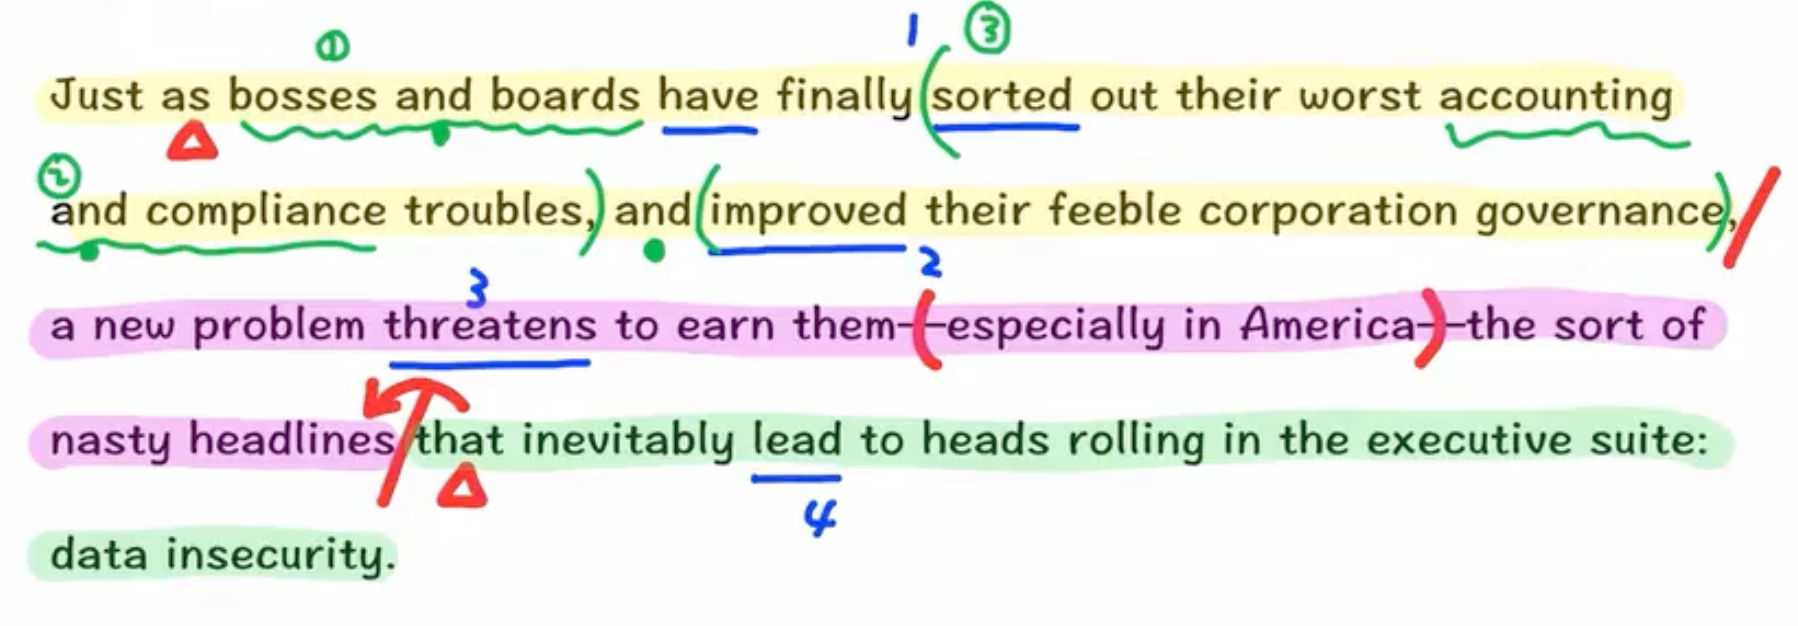 1 ③
①
Just as bosses and boards have finally (sorted out their worst accounting
②
and compliance troubles,) and (improved their feeble corporation governance), /
3 2
a new problem threatens to earn them-(-especially in America-)-the sort of
nasty headlines/that inevitably lead to heads rolling in the executive suite:
4
data insecurity.